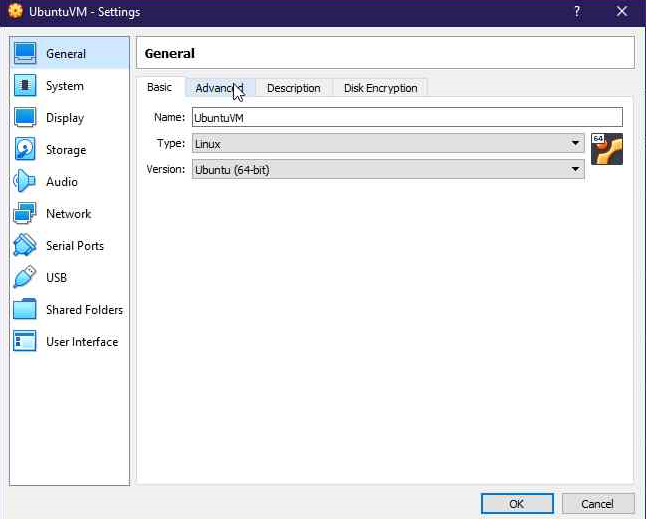 UbuntuVM - Settings
?
General
System
Display
Storage
Audio
Network
Serial Ports
USB
Shared Folders
User Interface
General
Basic Advanced Description Disk Encryption
Name: UbuntuVM
Type: Linux
64
Version: Ubuntu (64-bit)
OK Cancel